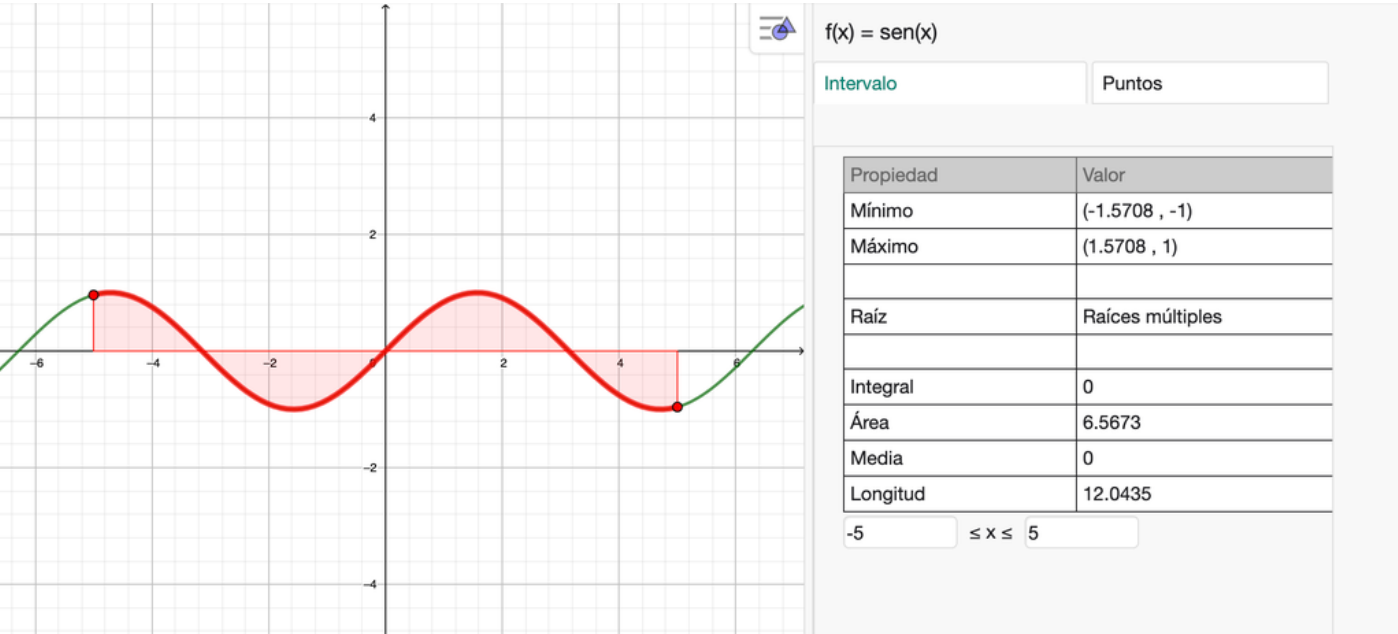 f(x) = sen(x)
Intervalo Puntos
Propiedad Valor
Mínimo (-1.5708 , -1)
Máximo (1.5708 , 1)
Raíz Raíces múltiples
Integral 0
Área 6.5673
Media 0
Longitud 12.0435
-5 ≤ x ≤ 5
4
2
-6 -4 -2 0 2 4 6
-2
-4